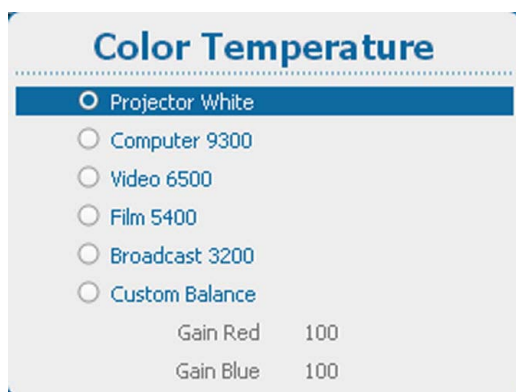 Color Temperature
Projector White
Computer 9300
Video 6500
Film 5400
Broadcast 3200
Custom Balance
Gain Red 100
Gain Blue 100